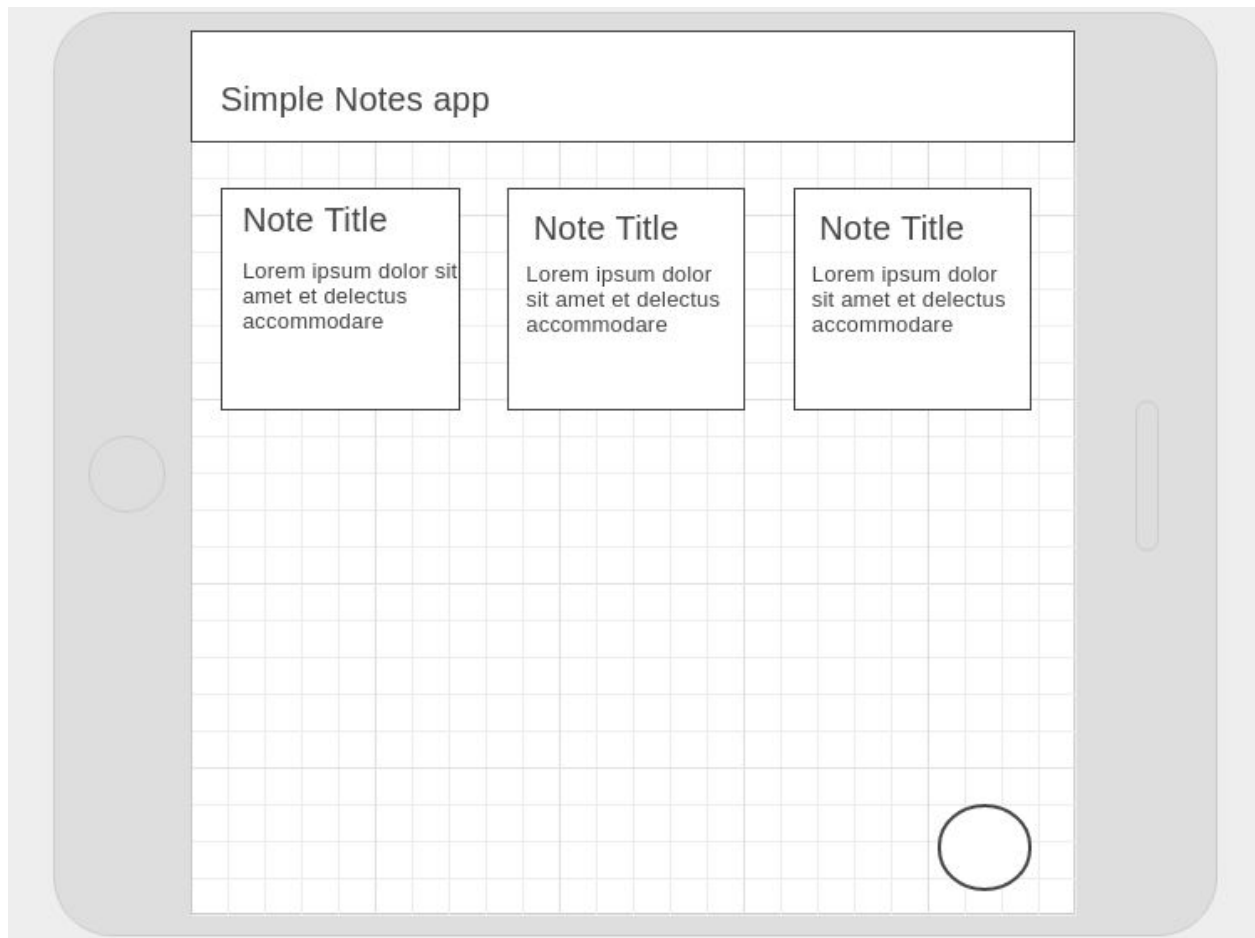 Simple Notes app
Note Title
Lorem ipsum dolor sit
amet et delectus
accommodare
Note Title
Lorem ipsum dolor
sit amet et delectus
accommodare
Note Title
Lorem ipsum dolor
sit amet et delectus
accommodare